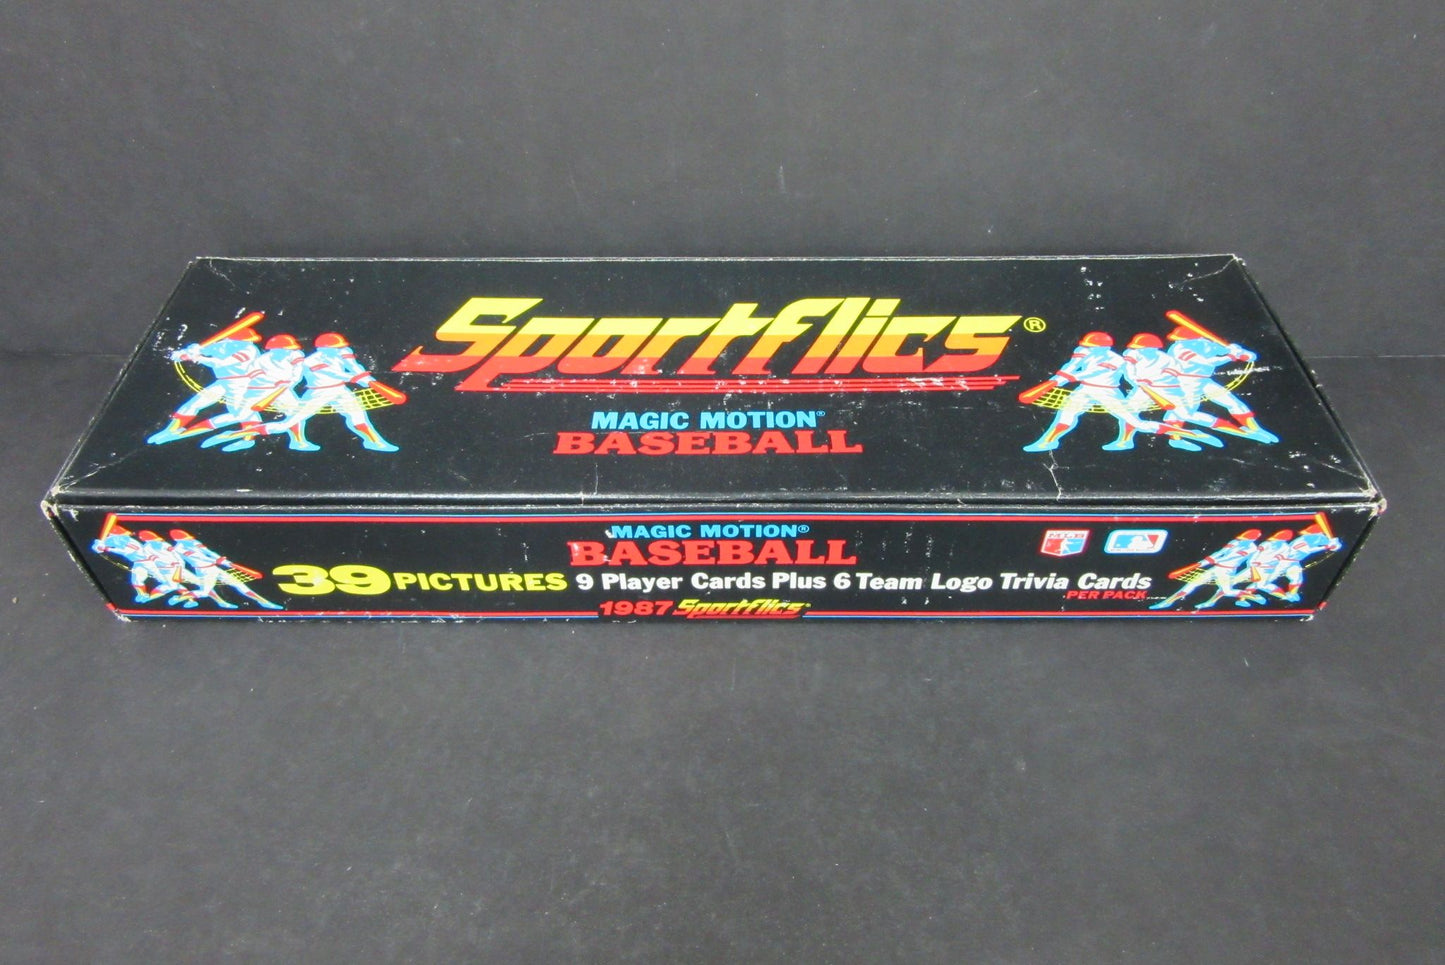 Sportflics®
MAGIC MOTION®
BASEBALL
MAGIC MOTION®
BASEBALL
MLB
39 PICTURES 9 Player Cards Plus 6 Team Logo Trivia Cards
PER PACK
1987 Sportflics®